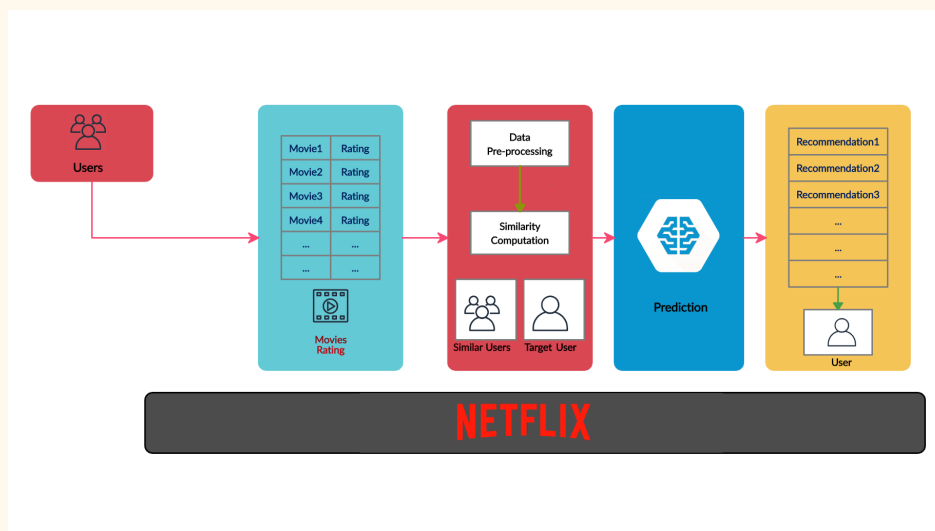 Users
Movie1 Rating
Movie2 Rating
Movie3 Rating
Movie4 Rating
... ...
... ...
Movies
Rating
Data
Pre-processing
Similarity
Computation
Similar Users
Target User
Prediction
Recommendation1
Recommendation2
Recommendation3
...
...
...
User
NETFLIX